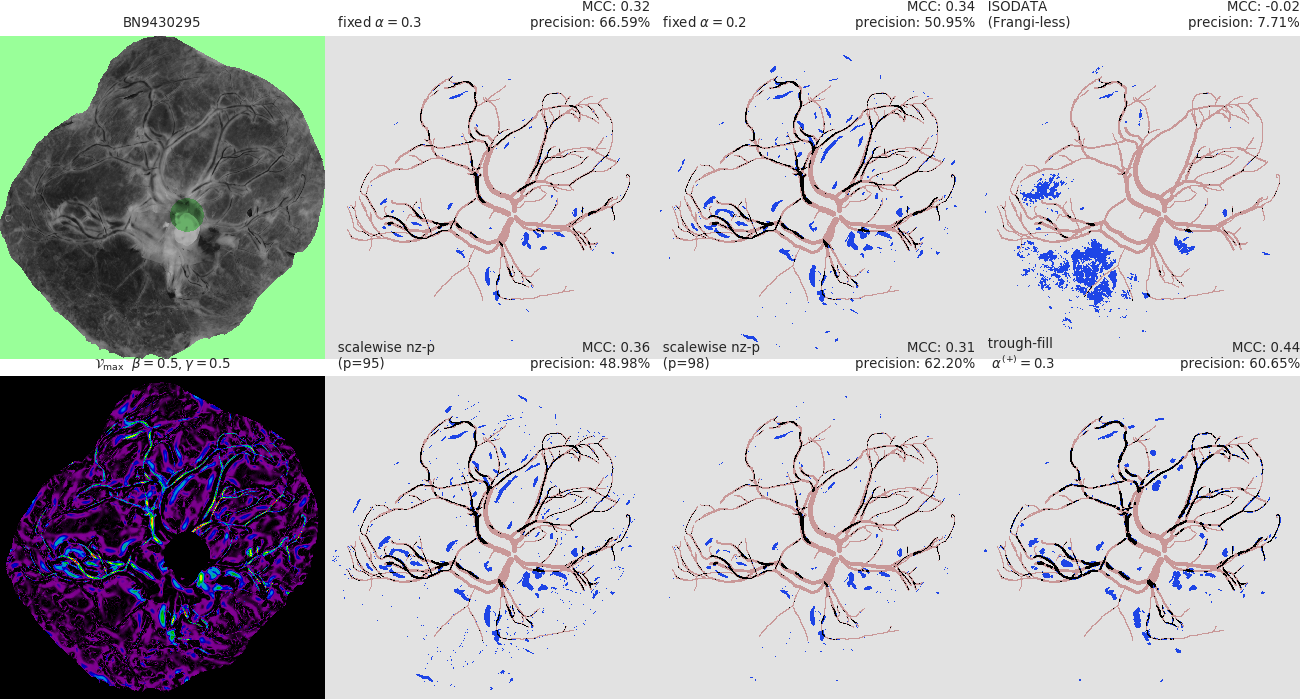 BN9430295
fixed α = 0.3
MCC: 0.32
precision: 66.59%
fixed α = 0.2
MCC: 0.34
precision: 50.95%
ISODATA
(Frangi-less)
MCC: -0.02
precision: 7.71%
𝒱max β = 0.5, γ = 0.5
scalewise nz-p
(p=95)
MCC: 0.36
precision: 48.98%
scalewise nz-p
(p=98)
MCC: 0.31
precision: 62.20%
trough-fill
α(+) = 0.3
MCC: 0.44
precision: 60.65%